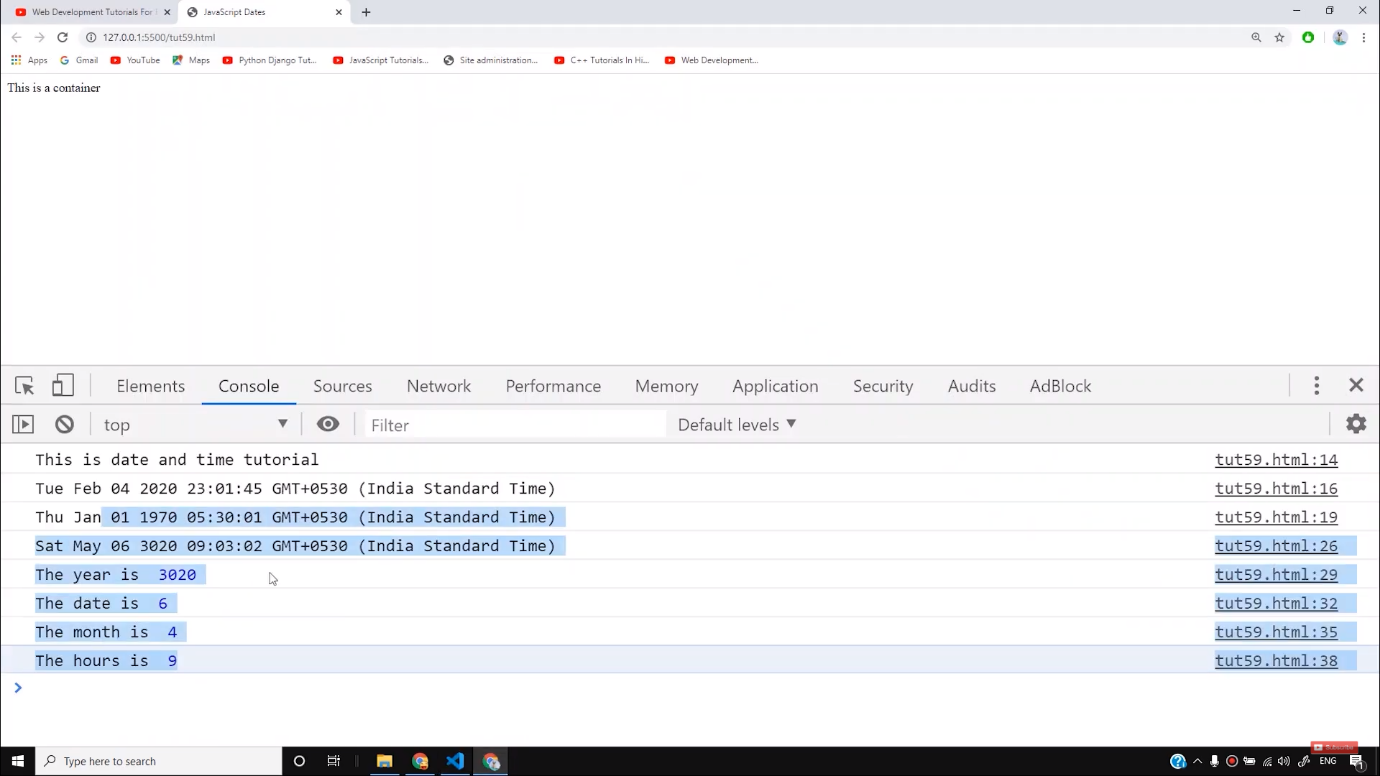 Web Development Tutorials For
JavaScript Dates
127.0.0.1:5500/tut59.html
Apps
Gmail
YouTube
Maps
Python Django Tut...
JavaScript Tutorials...
Site administration...
C++ Tutorials In Hi...
Web Development...
This is a container
Elements
Console
Sources
Network
Performance
Memory
Application
Security
Audits
AdBlock
top
Filter
Default levels
This is date and time tutorial tut59.html:14
Tue Feb 04 2020 23:01:45 GMT+0530 (India Standard Time) tut59.html:16
Thu Jan 01 1970 05:30:01 GMT+0530 (India Standard Time) tut59.html:19
Sat May 06 3020 09:03:02 GMT+0530 (India Standard Time) tut59.html:26
The year is 3020 tut59.html:29
The date is 6 tut59.html:32
The month is 4 tut59.html:35
The hours is 9 tut59.html:38
Subscribe
Type here to search
ENG
1